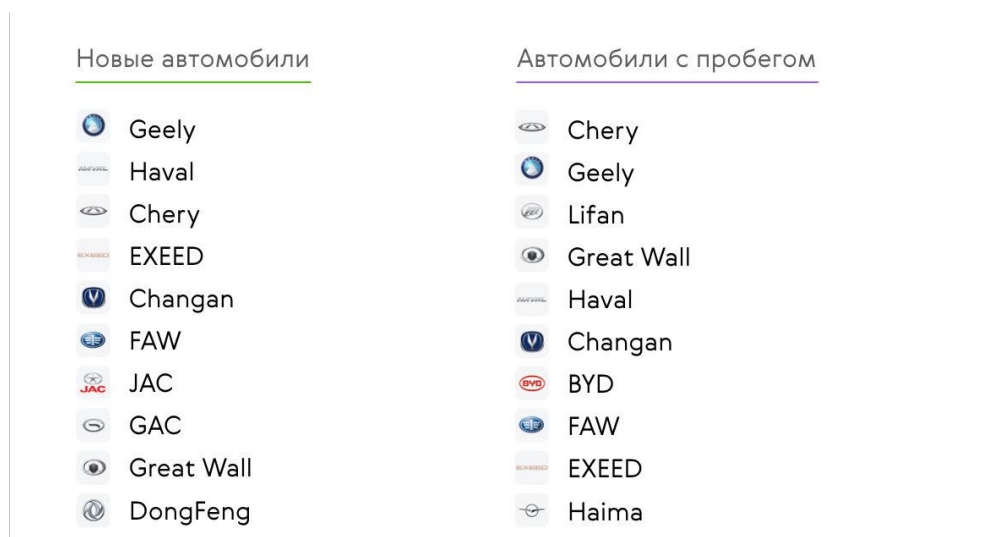 Новые автомобили
Geely
Haval
Chery
EXEED
Changan
FAW
JAC
GAC
Great Wall
DongFeng
Автомобили с пробегом
Chery
Geely
Lifan
Great Wall
Haval
Changan
BYD
FAW
EXEED
Haima